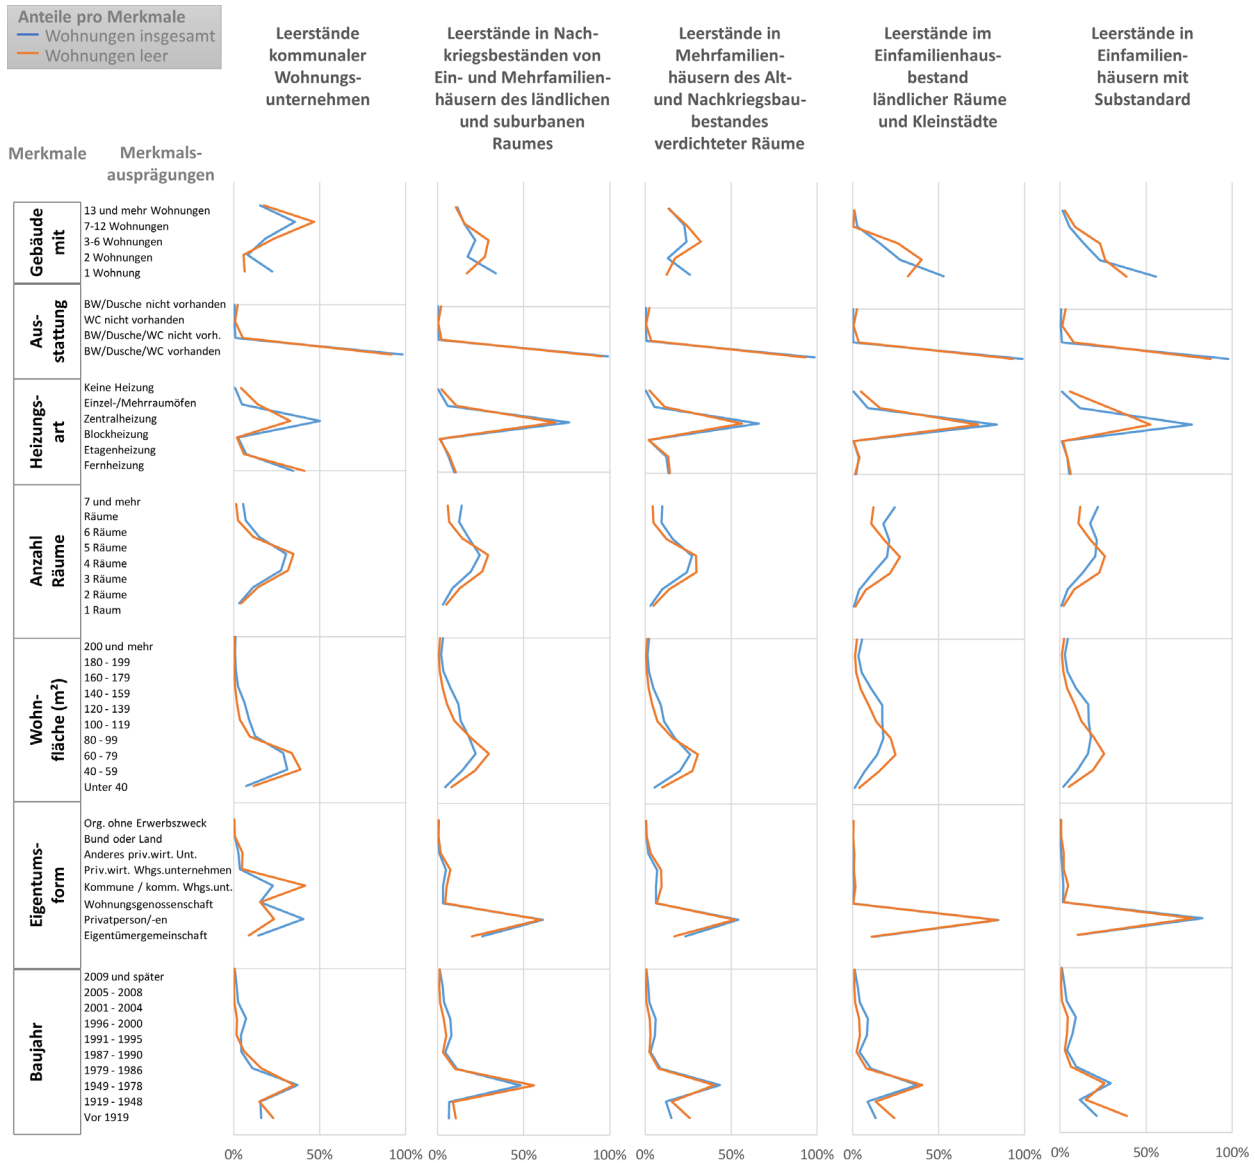 Anteile pro Merkmale
Wohnungen insgesamt
Wohnungen leer
Leerstände
kommunaler
Wohnungs-
unternehmen
Leerstände in Nach-
kriegsbeständen von
Ein- und Mehrfamilien-
häusern des ländlichen
und suburbanen
Raumes
Leerstände in
Mehrfamilien-
häusern des Alt-
und Nachkriegsbau-
bestandes
verdichteter Räume
Leerstände im
Einfamilienhaus-
bestand
ländlicher Räume
und Kleinstädte
Leerstände in
Einfamilien-
häusern mit
Substandard
Merkmale
Merkmals-
ausprägungen
Gebäude
mit
13 und mehr Wohnungen
7-12 Wohnungen
3-6 Wohnungen
2 Wohnungen
1 Wohnung
Aus-
stattung
BW/Dusche nicht vorhanden
WC nicht vorhanden
BW/Dusche/WC nicht vorh.
BW/Dusche/WC vorhanden
Heizungs-
art
Keine Heizung
Einzel-/Mehrraumöfen
Zentralheizung
Blockheizung
Etagenheizung
Fernheizung
Anzahl
Räume
7 und mehr
Räume
6 Räume
5 Räume
4 Räume
3 Räume
2 Räume
1 Raum
Wohn-
fläche (m²)
200 und mehr
180 - 199
160 - 179
140 - 159
120 - 139
100 - 119
80 - 99
60 - 79
40 - 59
Unter 40
Eigentums-
form
Org. ohne Erwerbszweck
Bund oder Land
Anderes priv.wirt. Unt.
Priv.wirt. Whgs.unternehmen
Kommune / komm. Whgs.unt.
Wohnungsgenossenschaft
Privatperson/-en
Eigentümergemeinschaft
Baujahr
2009 und später
2005 - 2008
2001 - 2004
1996 - 2000
1991 - 1995
1987 - 1990
1979 - 1986
1949 - 1978
1919 - 1948
Vor 1919
0% 50% 100%
0% 50% 100%
0% 50% 100%
0% 50% 100%
0% 50% 100%